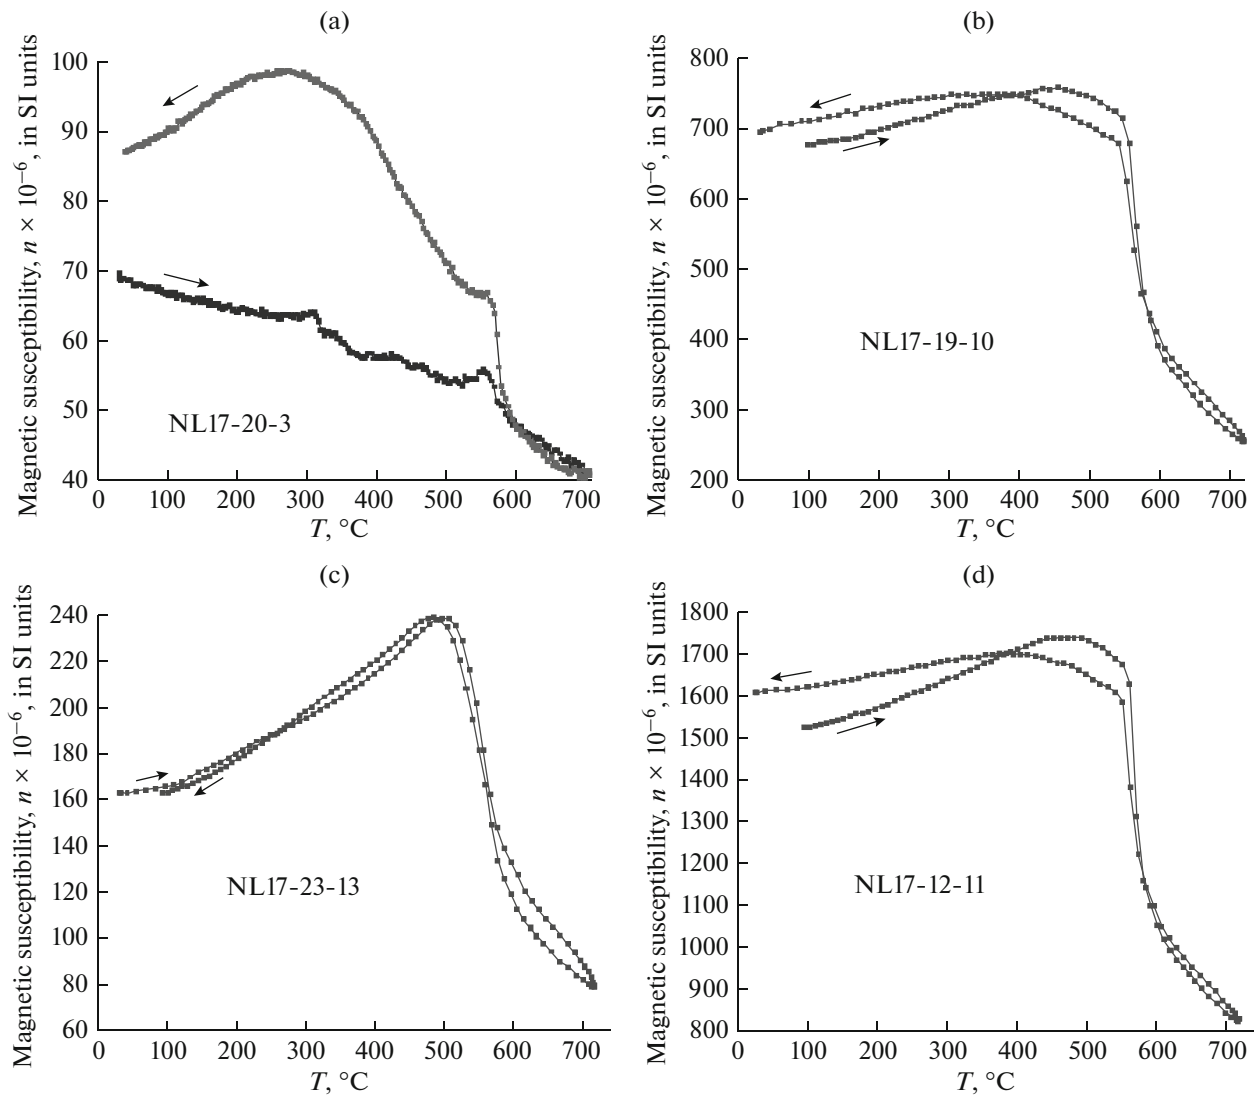 (a)
Magnetic susceptibility, n × 10⁻⁶, in SI units
100
90
80
70
60
50
40
NL17-20-3
0 100 200 300 400 500 600 700
T, °C
(b)
Magnetic susceptibility, n × 10⁻⁶, in SI units
800
700
600
500
400
300
200
NL17-19-10
0 100 200 300 400 500 600 700
T, °C
(c)
Magnetic susceptibility, n × 10⁻⁶, in SI units
240
220
200
180
160
140
120
100
80
60
NL17-23-13
0 100 200 300 400 500 600 700
T, °C
(d)
Magnetic susceptibility, n × 10⁻⁶, in SI units
1800
1700
1600
1500
1400
1300
1200
1100
1000
900
800
NL17-12-11
0 100 200 300 400 500 600 700
T, °C